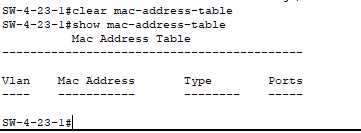 SW-4-23-1#clear mac-address-table
SW-4-23-1#show mac-address-table
Mac Address Table
-------------------------------------------
Vlan Mac Address Type Ports
---- ----------- -------- -----
SW-4-23-1#